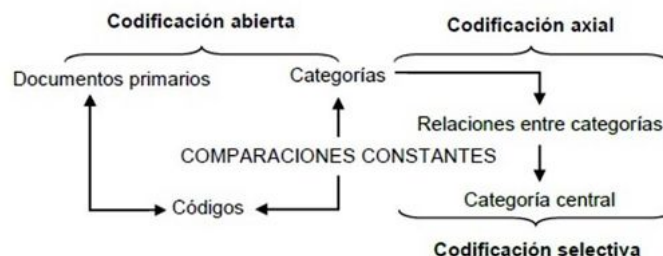 Codificación abierta
Codificación axial
Documentos primarios
Categorías
Relaciones entre categorías
COMPARACIONES CONSTANTES
Códigos
Categoría central
Codificación selectiva